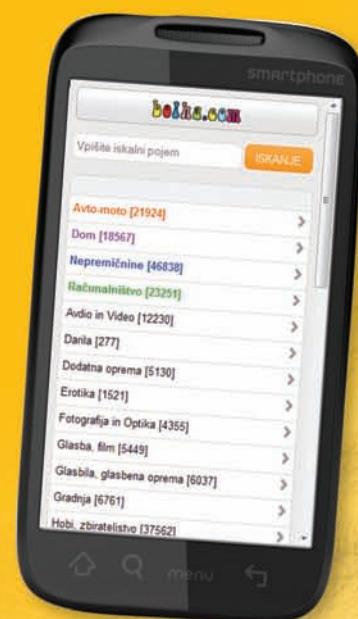 smartphone
bolha.com
Vpišite iskalni pojem
ISKANJE
Avto-moto [21924]
Dom [18567]
Nepremičnine [46838]
Računalništvo [23251]
Avdio in Video [12230]
Darila [277]
Dodatna oprema [5130]
Erotika [1521]
Fotografija in Optika [4355]
Glasba, film [5449]
Glasbila, glasbena oprema [6037]
Gradnja [6761]
Hobi, zbirateljstvo [37562]
menu